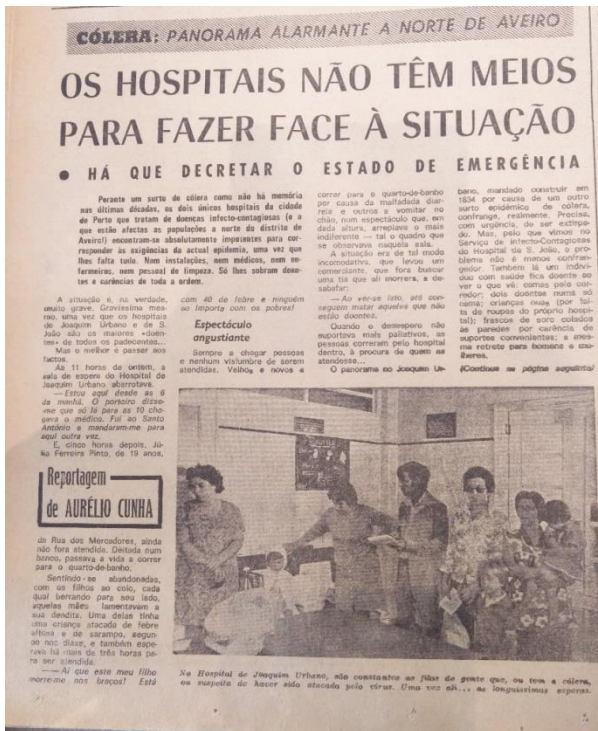 CÓLERA: PANORAMA ALARMANTE A NORTE DE AVEIRO
OS HOSPITAIS NÃO TÊM MEIOS
PARA FAZER FACE À SITUAÇÃO
● HÁ QUE DECRETAR O ESTADO DE EMERGÊNCIA
Perante um surto de cólera como não há memória
nas últimas décadas, os dois únicos hospitais da cidade
do Porto que tratam de doenças infecto-contagiosas (e a
que estão afectas as populações a norte do distrito de
Aveiro!) encontram-se absolutamente impotentes para cor-
responder às exigências da actual epidemia, uma vez que
lhes falta tudo. Nem instalações, nem médicos, nem en-
fermeiros, nem pessoal de limpeza. Só lhes sobram doen-
tes e carências de toda a ordem.
A situação é, na verdade,
muito grave. Gravíssima mes-
mo, uma vez que os hospitais
de Joaquim Urbano e de S.
João são os maiores «doen-
tes» de todos os padecentes...
Mas o melhor é passar aos
factos.
Às 11 horas de ontem, a
sala de espera do Hospital de
Joaquim Urbano abarrotava.
— Estou aqui desde as 6
da manhã. O porteiro disse-
-me que só lá para as 10 che-
gava o médico. Fui ao Santo
António e mandaram-me para
aqui outra vez.
E, cinco horas depois, Jú-
lia Ferreira Pinto, de 19 anos,
Reportagem
de AURÉLIO CUNHA
da Rua dos Mercadores, ainda
não fora atendida. Deitada num
banco, passava a vida a correr
para o quarto-de-banho.
Sentindo-se abandonadas,
com os filhos ao colo, cada
qual berrando para seu lado,
aquelas mães lamentavam a
sua desdita. Uma delas tinha
uma criança atacada de febre
aftosa e de sarampo, segun-
do nos disse, e também espe-
rava há mais de três horas pa-
ra ser atendida.
— Ai que este meu filho
morre-me nos braços! Está
com 40 de febre e ninguém
se importa com os pobres!
Espectáculo
angustiante
Sempre a chegar pessoas
e nenhum vislumbre de serem
atendidas. Velhos e novos a
correr para o quarto-de-banho
por causa da malfadada diar-
reia e outros a vomitar no
chão, num espectáculo que, em
dada altura, arrepiava o mais
indiferente — tal o quadro que
se observava naquela sala.
A situação era de tal modo
incomodativa, que levou um
comerciante, que fora buscar
uma tia que ali morrera, a de-
sabafar:
— Ao ver-se isto, até con-
seguem matar aqueles que não
estão doentes.
Quando o desespero não
suportava mais paliativos, as
pessoas corriam pelo hospital
dentro, à procura de quem as
atendesse...
O panorama no Joaquim Ur-
bano, mandado construir em
1834 por causa de um outro
surto epidémico de cólera,
confrange, realmente. Precisa,
com urgência, de ser extirpa-
do. Mas, pelo que vimos no
Serviço de Infecto-Contagiosas
do Hospital de S. João, o pro-
blema não é menos confran-
gedor. Também lá um indiví-
duo com saúde fica doente ao
ver o que vê: camas pelo cor-
redor; dois doentes numa só
cama; crianças nuas (por fal-
ta de roupas do próprio hospi-
tal); frascos de soro colados
às paredes por carência de
suportes convenientes; a mes-
ma retrete para homens e mu-
lheres.
(Continua na página seguinte)
No Hospital de Joaquim Urbano, são constantes as filas de gente que, ou tem a cólera,
ou suspeita de haver sido atacada pelo vírus. Uma vez ali... as longuíssimas esperas.